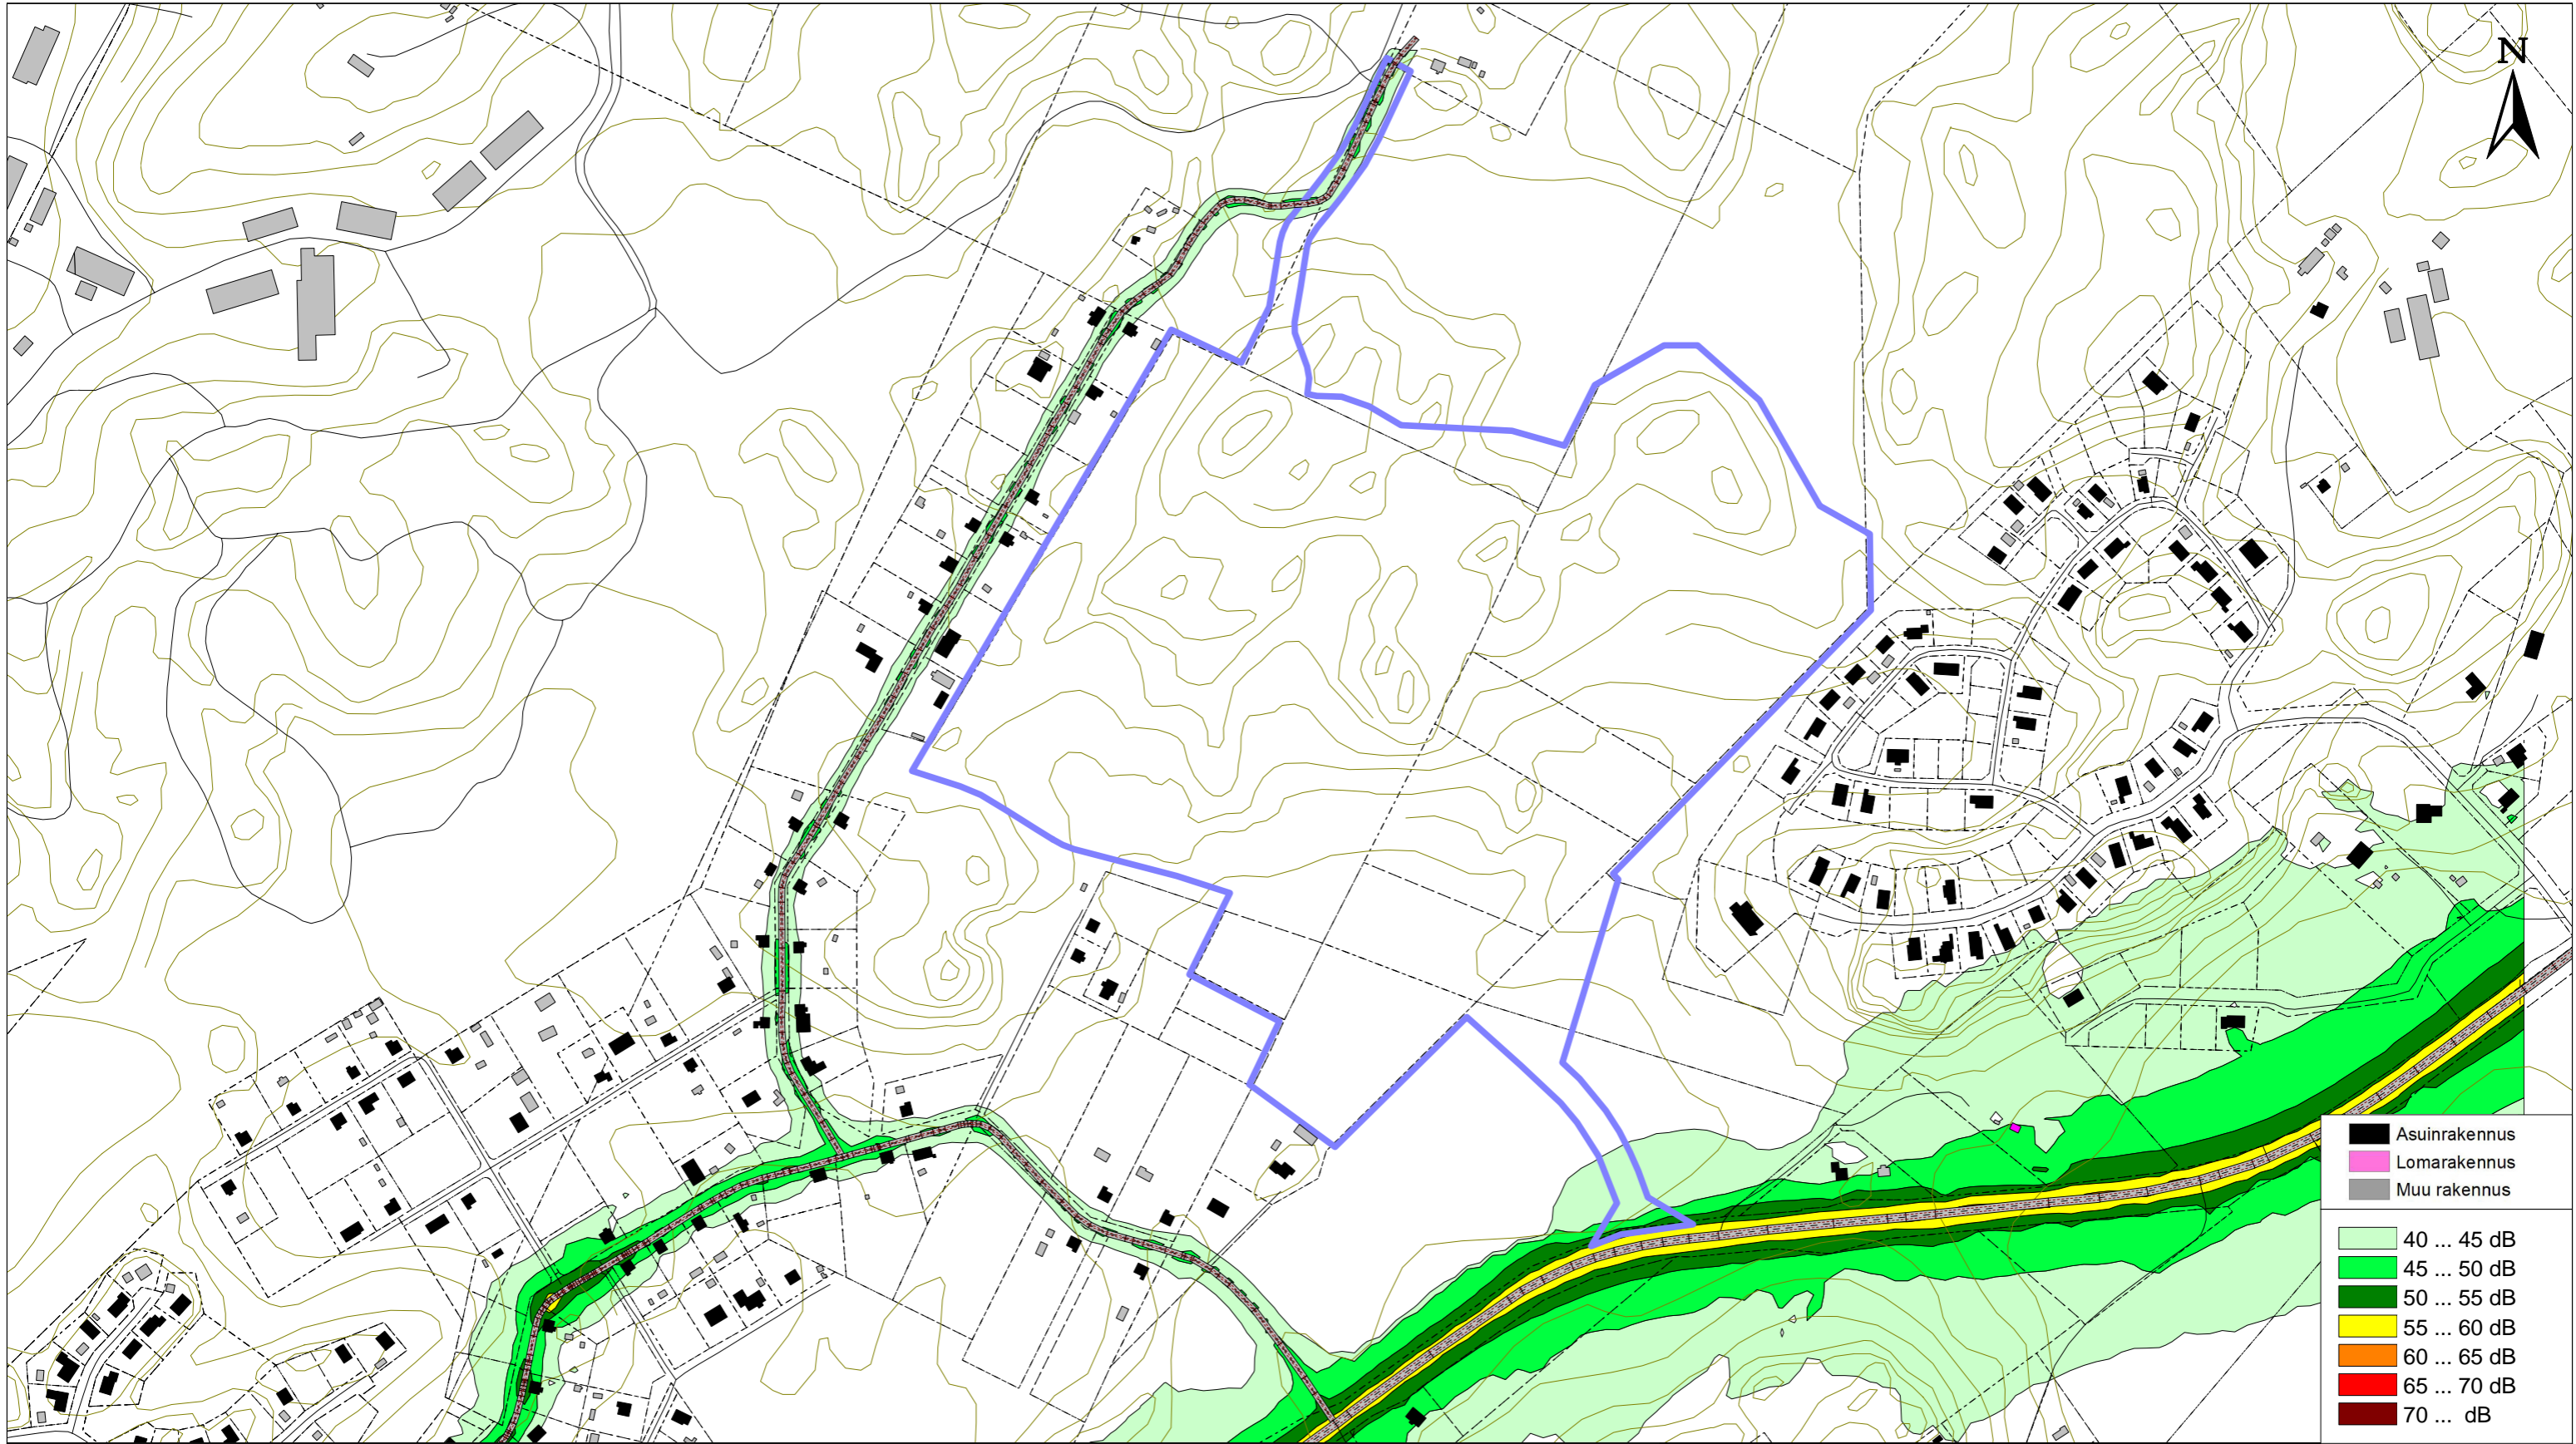 N
Asuinrakennus
Lomarakennus
Muu rakennus
40 ... 45 dB
45 ... 50 dB
50 ... 55 dB
55 ... 60 dB
60 ... 65 dB
65 ... 70 dB
70 ... dB